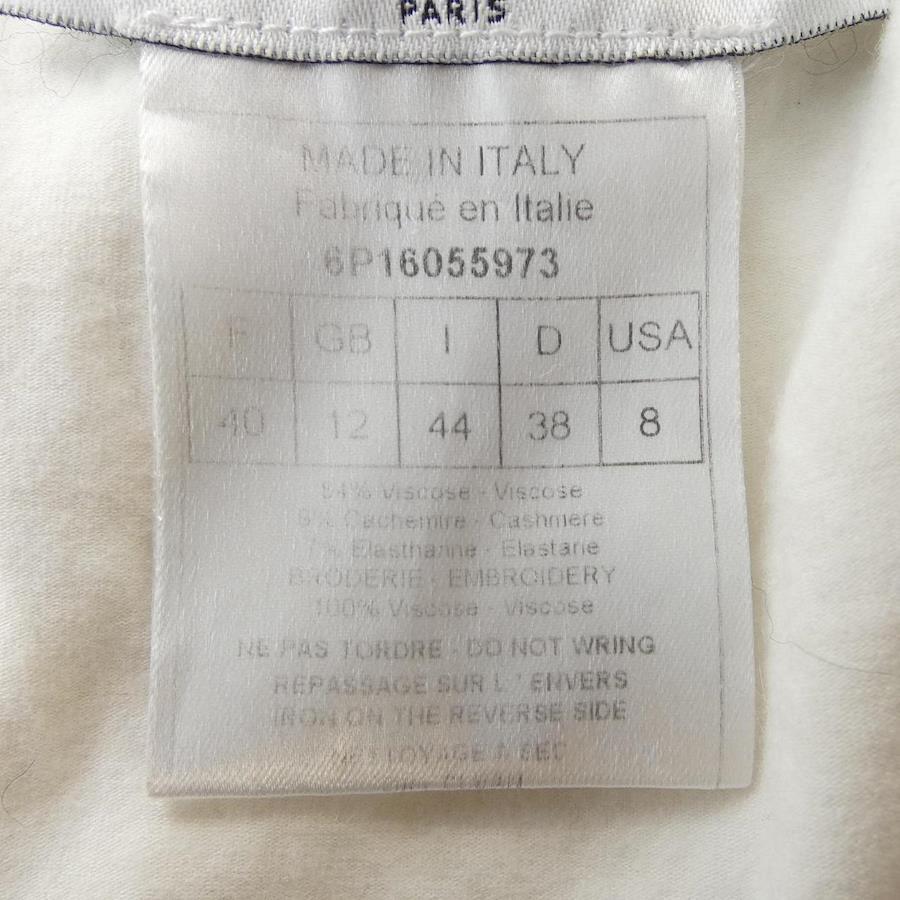 PARIS
MADE IN ITALY
Fabriqué en Italie
6P16055973
F GB I D USA
40 12 44 38 8
84% Viscose - Viscose
9% Cachemire - Cashmere
7% Elasthanne - Elastane
BRODERIE - EMBROIDERY
100% Viscose - Viscose
NE PAS TORDRE - DO NOT WRING
REPASSAGE SUR L ' ENVERS
IRON ON THE REVERSE SIDE
NETTOYAGE A SEC